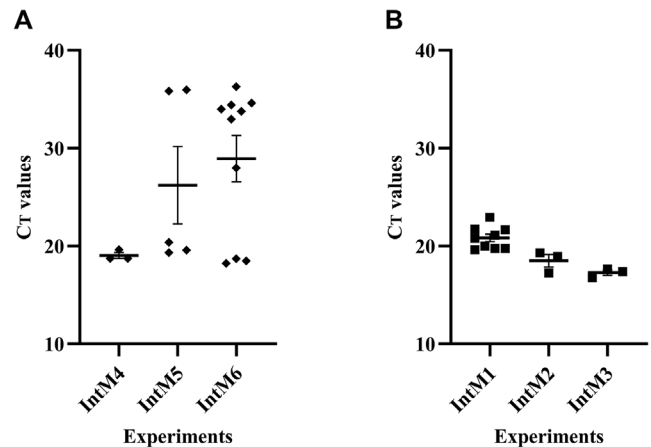 A
40
30
20
10
CT values
IntM4 IntM5 IntM6
Experiments
B
40
30
20
10
CT values
IntM1 IntM2 IntM3
Experiments